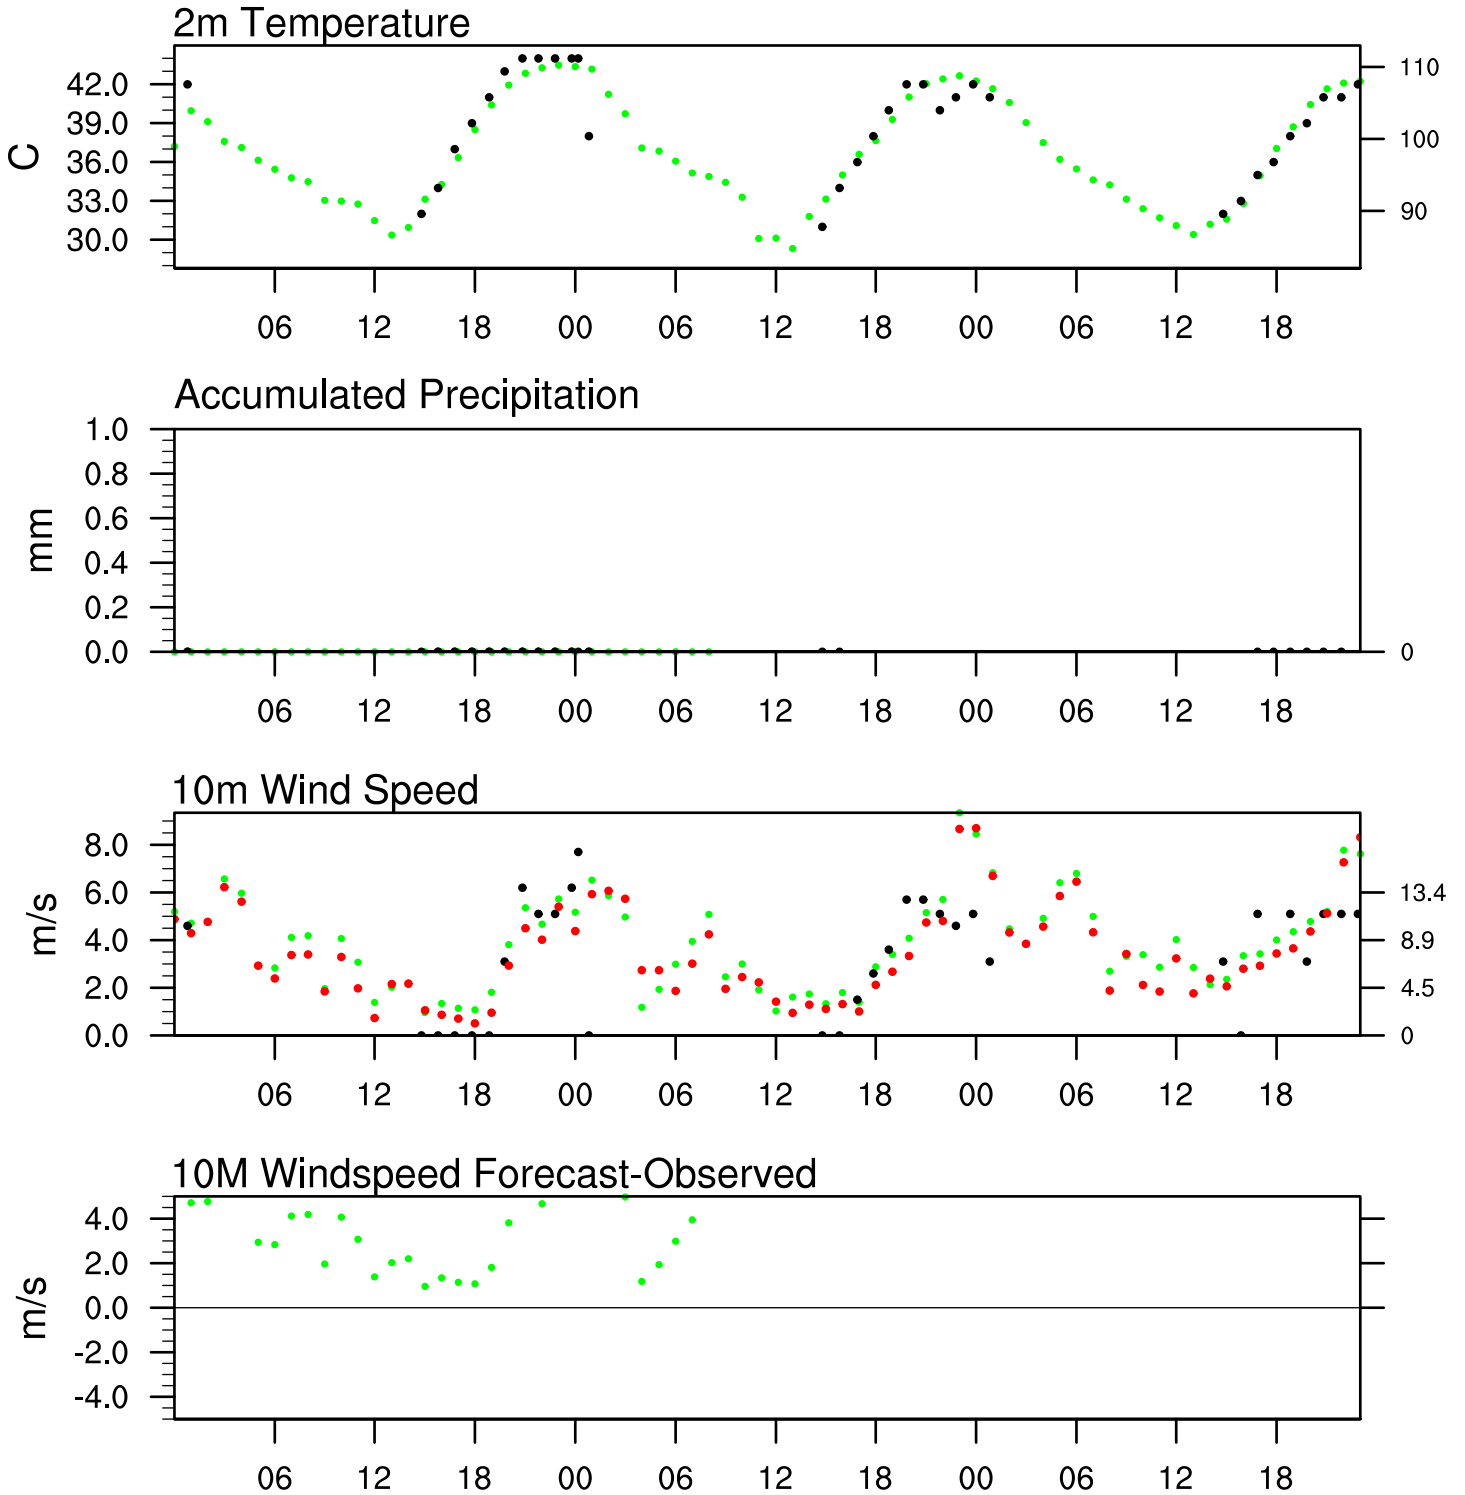 2m Temperature
42.0
39.0
36.0
33.0
30.0
C
110
100
90
06 12 18 00 06 12 18 00 06 12 18
Accumulated Precipitation
1.0
0.8
0.6
0.4
0.2
0.0
mm
0
06 12 18 00 06 12 18 00 06 12 18
10m Wind Speed
8.0
6.0
4.0
2.0
0.0
m/s
13.4
8.9
4.5
0
06 12 18 00 06 12 18 00 06 12 18
10M Windspeed Forecast-Observed
4.0
2.0
0.0
-2.0
-4.0
m/s
06 12 18 00 06 12 18 00 06 12 18